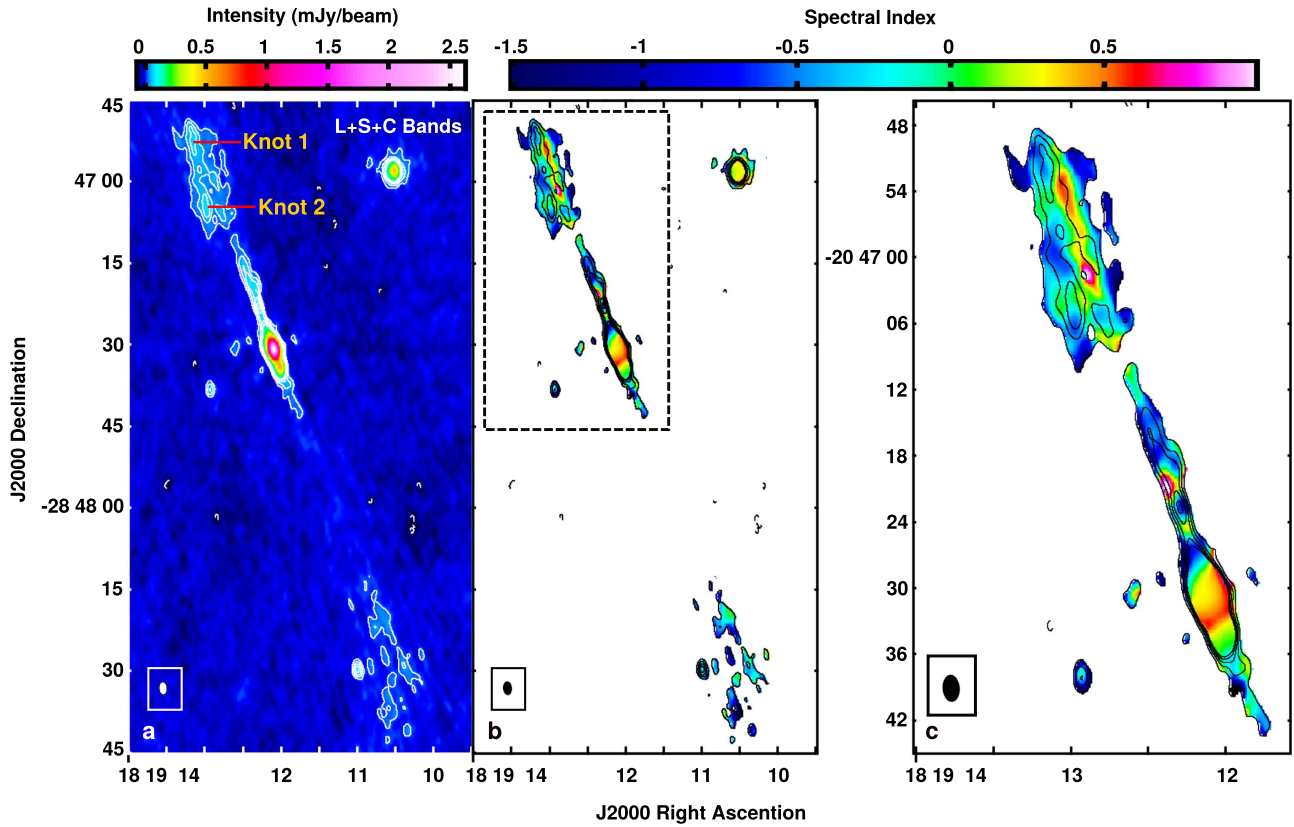 Intensity (mJy/beam)
Spectral Index
0 0.5 1 1.5 2 2.5
-1.5 -1 -0.5 0 0.5
L+S+C Bands
Knot 1
Knot 2
45
47 00
15
30
45
-28 48 00
15
30
45
48
54
-20 47 00
06
12
18
24
30
36
42
a
b
c
18 19 14 12 10
18 19 14 12 11 10
18 19 14 13 12
J2000 Declination
J2000 Right Ascention